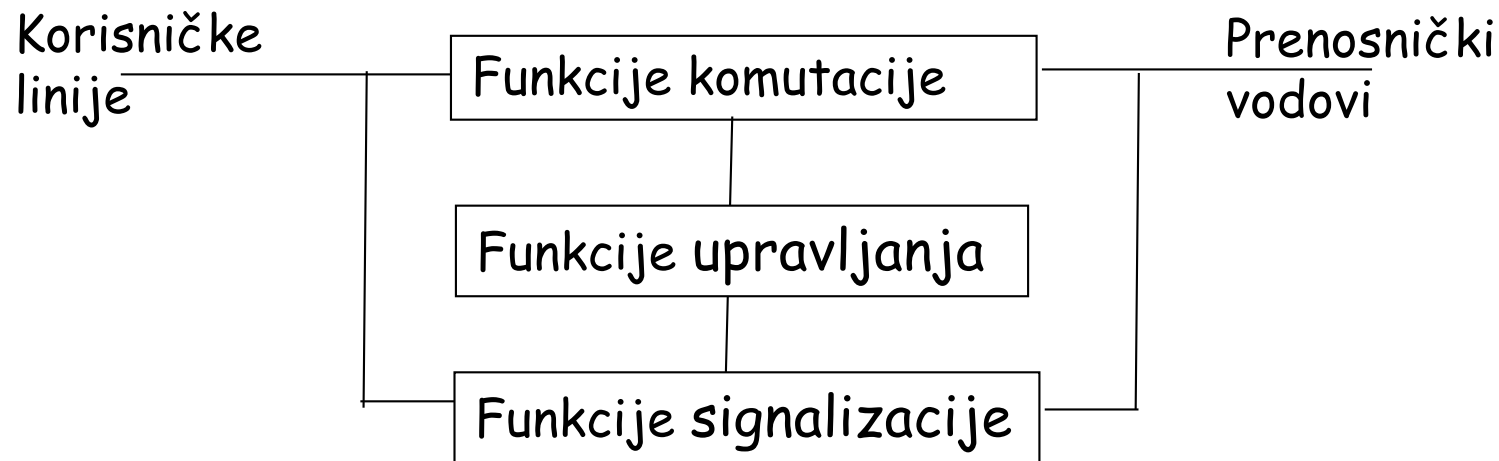 Korisničke
linije
Funkcije komutacije
Prenosnički
vodovi
Funkcije upravljanja
Funkcije signalizacije